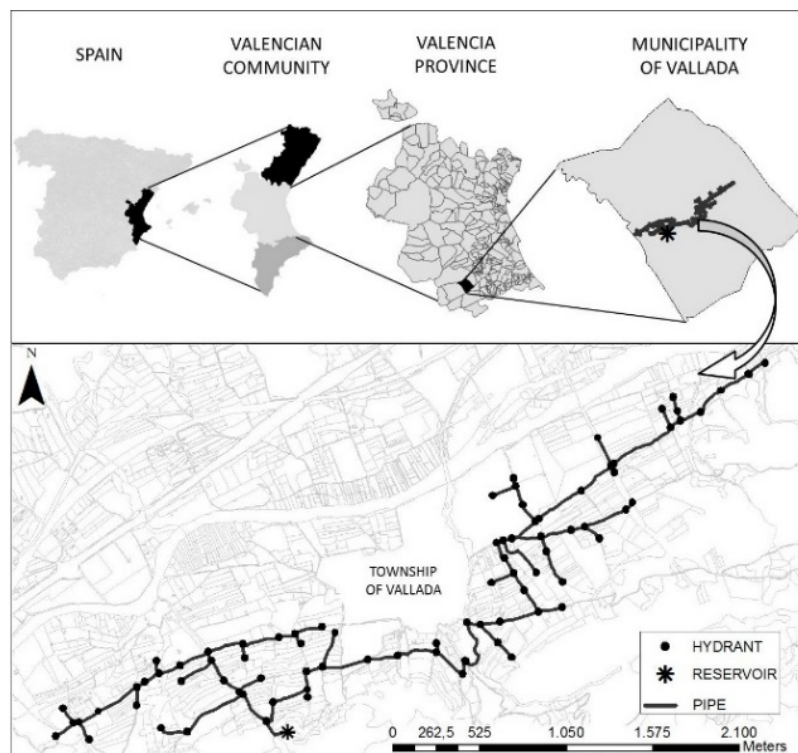 SPAIN
VALENCIAN
COMMUNITY
VALENCIA
PROVINCE
MUNICIPALITY
OF VALLADA
N
TOWNSHIP
OF VALLADA
HYDRANT
RESERVOIR
PIPE
0 262,5 525 1.050 1.575 2.100
Meters